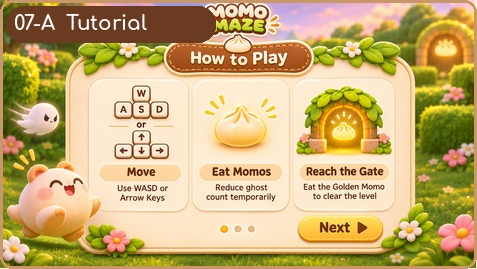 07-A Tutorial
MOMO
MAZE
How to Play
W
A S D
or
↑
← ↓ →
Move
Use WASD or
Arrow Keys
Eat Momos
Reduce ghost
count temporarily
Reach the Gate
Eat the Golden Momo
to clear the level
Next